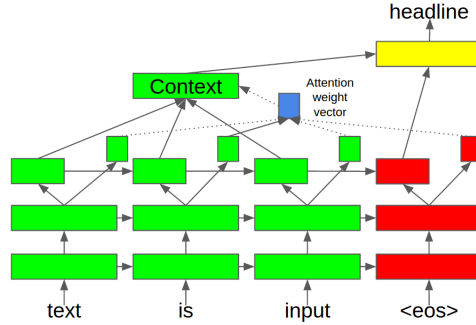 headline
Context
Attention
weight
vector
text is input <eos>